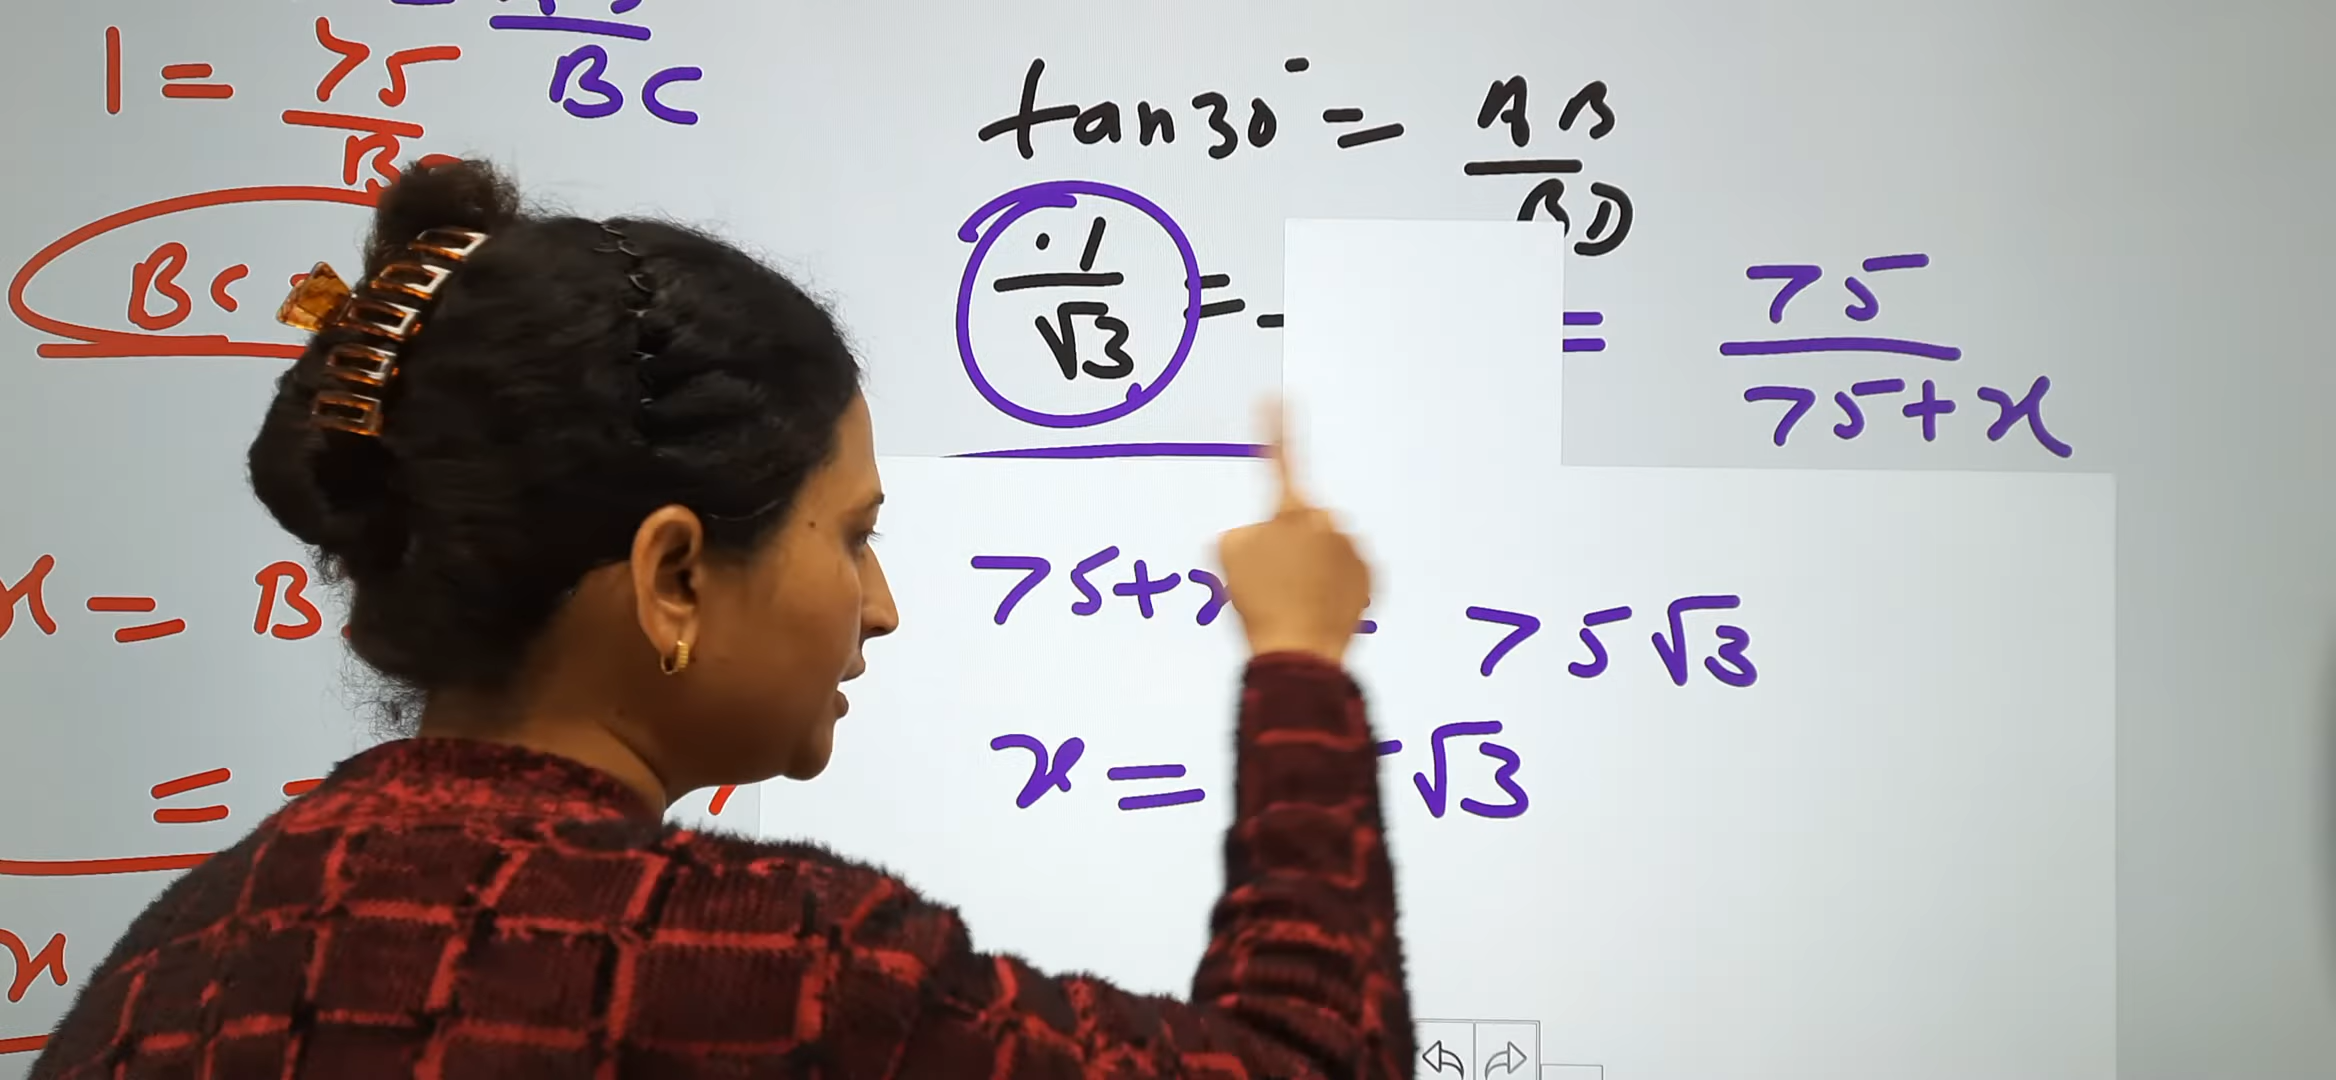 BC
1 = 75
BC =
x = B
=
x
tan 30° = AB/BD
1/√3 = = 75/(75+x)
75+x = 75√3
x = √3